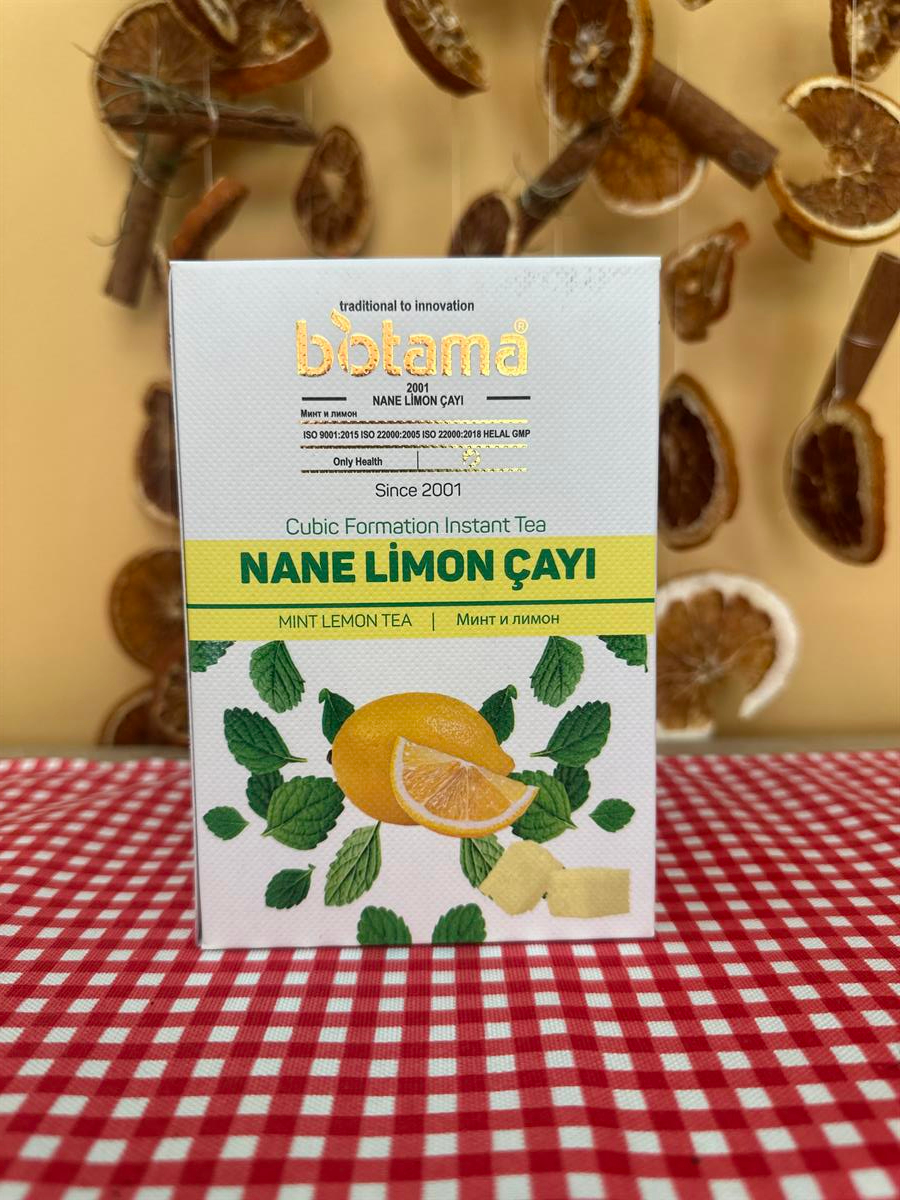 traditional to innovation
botama®
2001
NANE LİMON ÇAYI
Минт и лимон
ISO 9001:2015 ISO 22000:2005 ISO 22000:2018 HELAL GMP
Only Health
Since 2001
Cubic Formation Instant Tea
NANE LİMON ÇAYI
MINT LEMON TEA | Минт и лимон